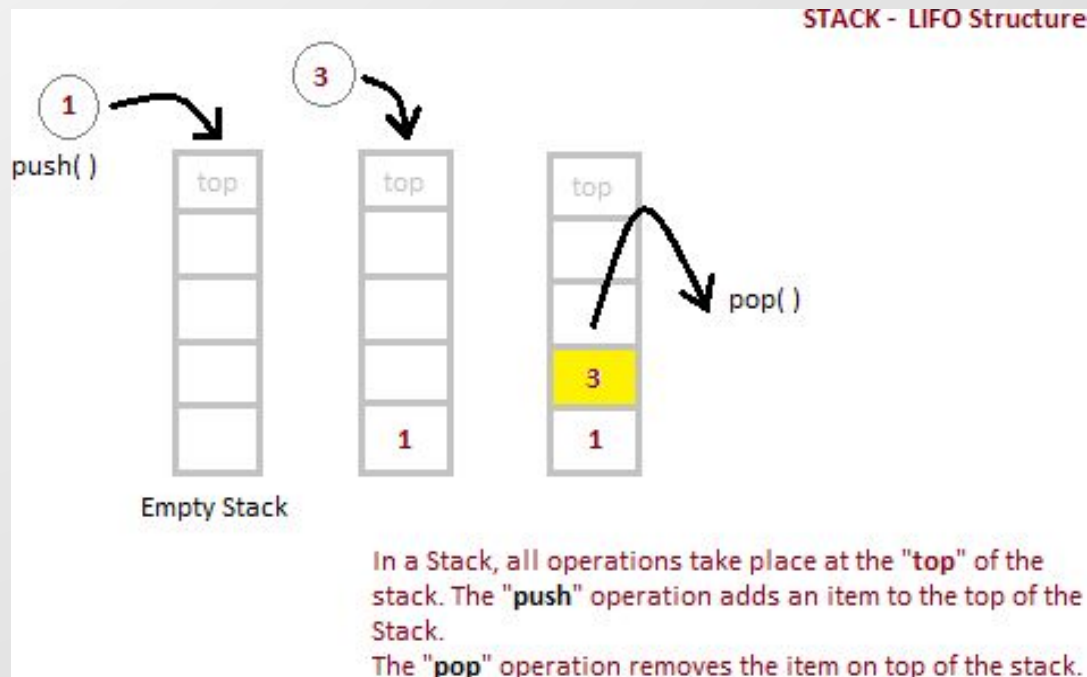 STACK - LIFO Structure
1
3
push( )
top
top
top
pop( )
3
1
1
Empty Stack
In a Stack, all operations take place at the "top" of the
stack. The "push" operation adds an item to the top of the
Stack.
The "pop" operation removes the item on top of the stack.